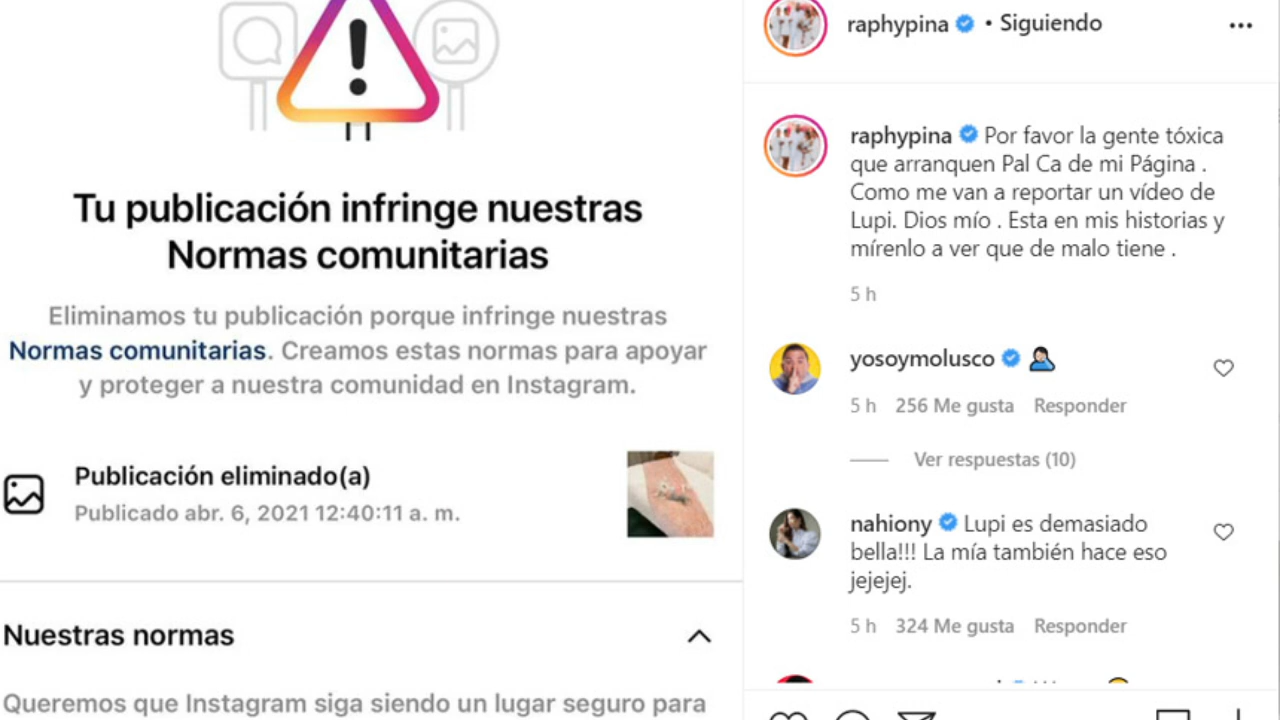 Tu publicación infringe nuestras
Normas comunitarias
Eliminamos tu publicación porque infringe nuestras
Normas comunitarias. Creamos estas normas para apoyar
y proteger a nuestra comunidad en Instagram.
Publicación eliminado(a)
Publicado abr. 6, 2021 12:40:11 a. m.
Nuestras normas
Queremos que Instagram siga siendo un lugar seguro para
raphypina • Siguiendo
raphypina Por favor la gente tóxica
que arranquen Pal Ca de mi Página .
Como me van a reportar un vídeo de
Lupi. Dios mío . Esta en mis historias y
mírenlo a ver que de malo tiene .
5 h
yosoymolusco
5 h 256 Me gusta Responder
Ver respuestas (10)
nahiony Lupi es demasiado
bella!!! La mía también hace eso
jejejej.
5 h 324 Me gusta Responder